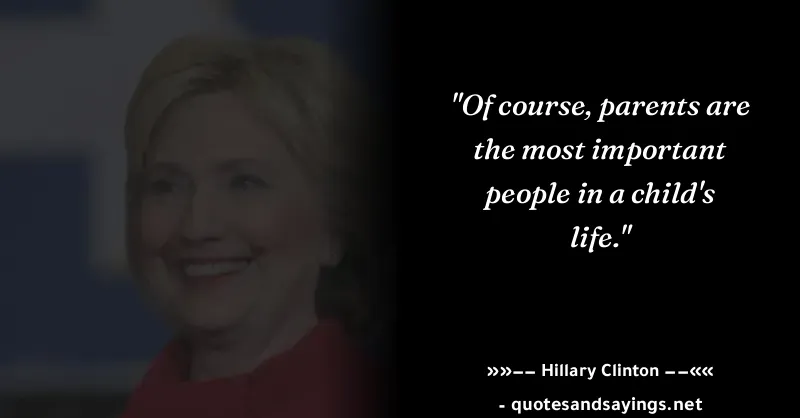 "Of course, parents are
the most important
people in a child's
life."
»»−− Hillary Clinton −−««
- quotesandsayings.net